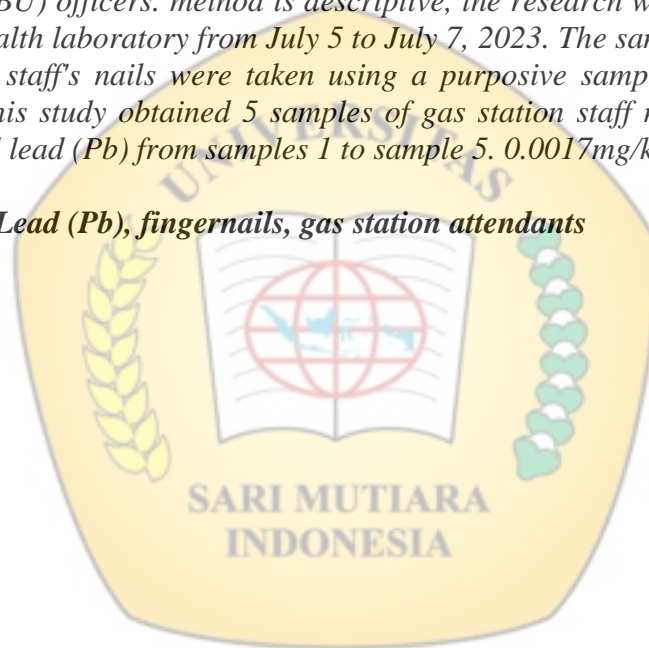 BU) officers. method is descriptive, the research w
alth laboratory from July 5 to July 7, 2023. The sar
staff's nails were taken using a purposive samp
his study obtained 5 samples of gas station staff n
l lead (Pb) from samples 1 to sample 5. 0.0017mg/k
Lead (Pb), fingernails, gas station attendants
UNIVERSITAS
SARI MUTIARA
INDONESIA